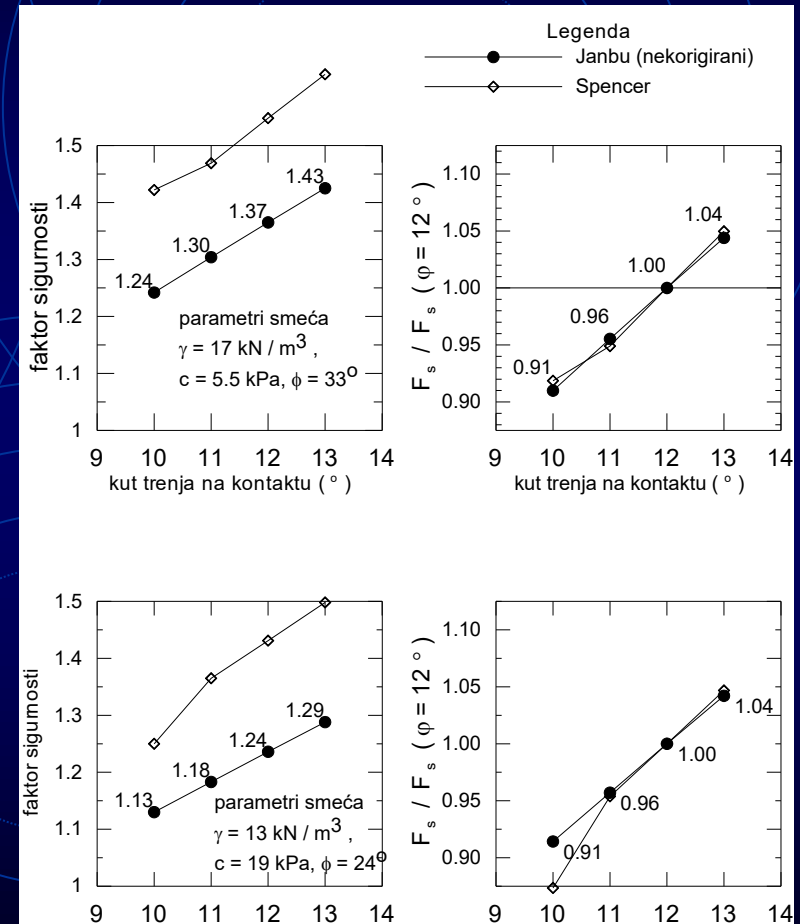 Legenda
Janbu (nekorigirani)
Spencer
faktor sigurnosti
1.5
1.4
1.3
1.2
1.1
1
1.24
1.30
1.37
1.43
parametri smeća
γ = 17 kN / m³ ,
c = 5.5 kPa, ϕ = 33°
9 10 11 12 13 14
kut trenja na kontaktu ( ° )
F s / F s ( φ = 12 ° )
1.10
1.05
1.00
0.95
0.90
0.91
0.96
1.00
1.04
9 10 11 12 13 14
kut trenja na kontaktu ( ° )
faktor sigurnosti
1.5
1.4
1.3
1.2
1.1
1
1.13
1.18
1.24
1.29
parametri smeća
γ = 13 kN / m³ ,
c = 19 kPa, ϕ = 24°
9 10 11 12 13 14
F s / F s ( φ = 12 ° )
1.10
1.05
1.00
0.95
0.90
0.91
0.96
1.00
1.04
9 10 11 12 13 14